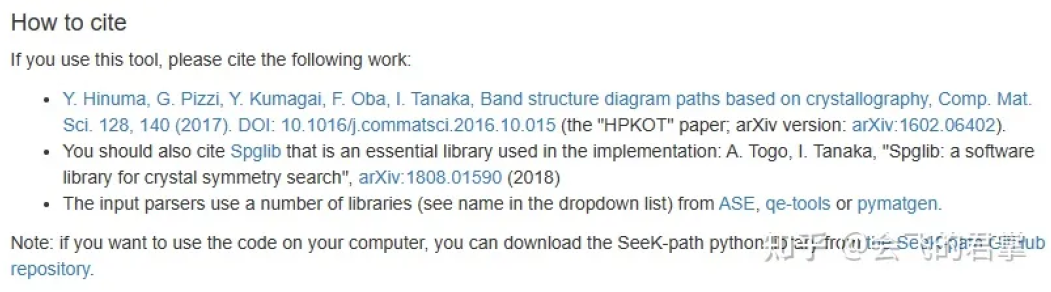 How to cite
If you use this tool, please cite the following work:
• Y. Hinuma, G. Pizzi, Y. Kumagai, F. Oba, I. Tanaka, Band structure diagram paths based on crystallography, Comp. Mat.
Sci. 128, 140 (2017). DOI: 10.1016/j.commatsci.2016.10.015 (the "HPKOT" paper; arXiv version: arXiv:1602.06402).
• You should also cite Spglib that is an essential library used in the implementation: A. Togo, I. Tanaka, "Spglib: a software
library for crystal symmetry search", arXiv:1808.01590 (2018)
• The input parsers use a number of libraries (see name in the dropdown list) from ASE, qe-tools or pymatgen.
Note: if you want to use the code on your computer, you can download the SeeK-path python library from the SeeK-path GitHub
repository.
知乎 @会飞的君掌